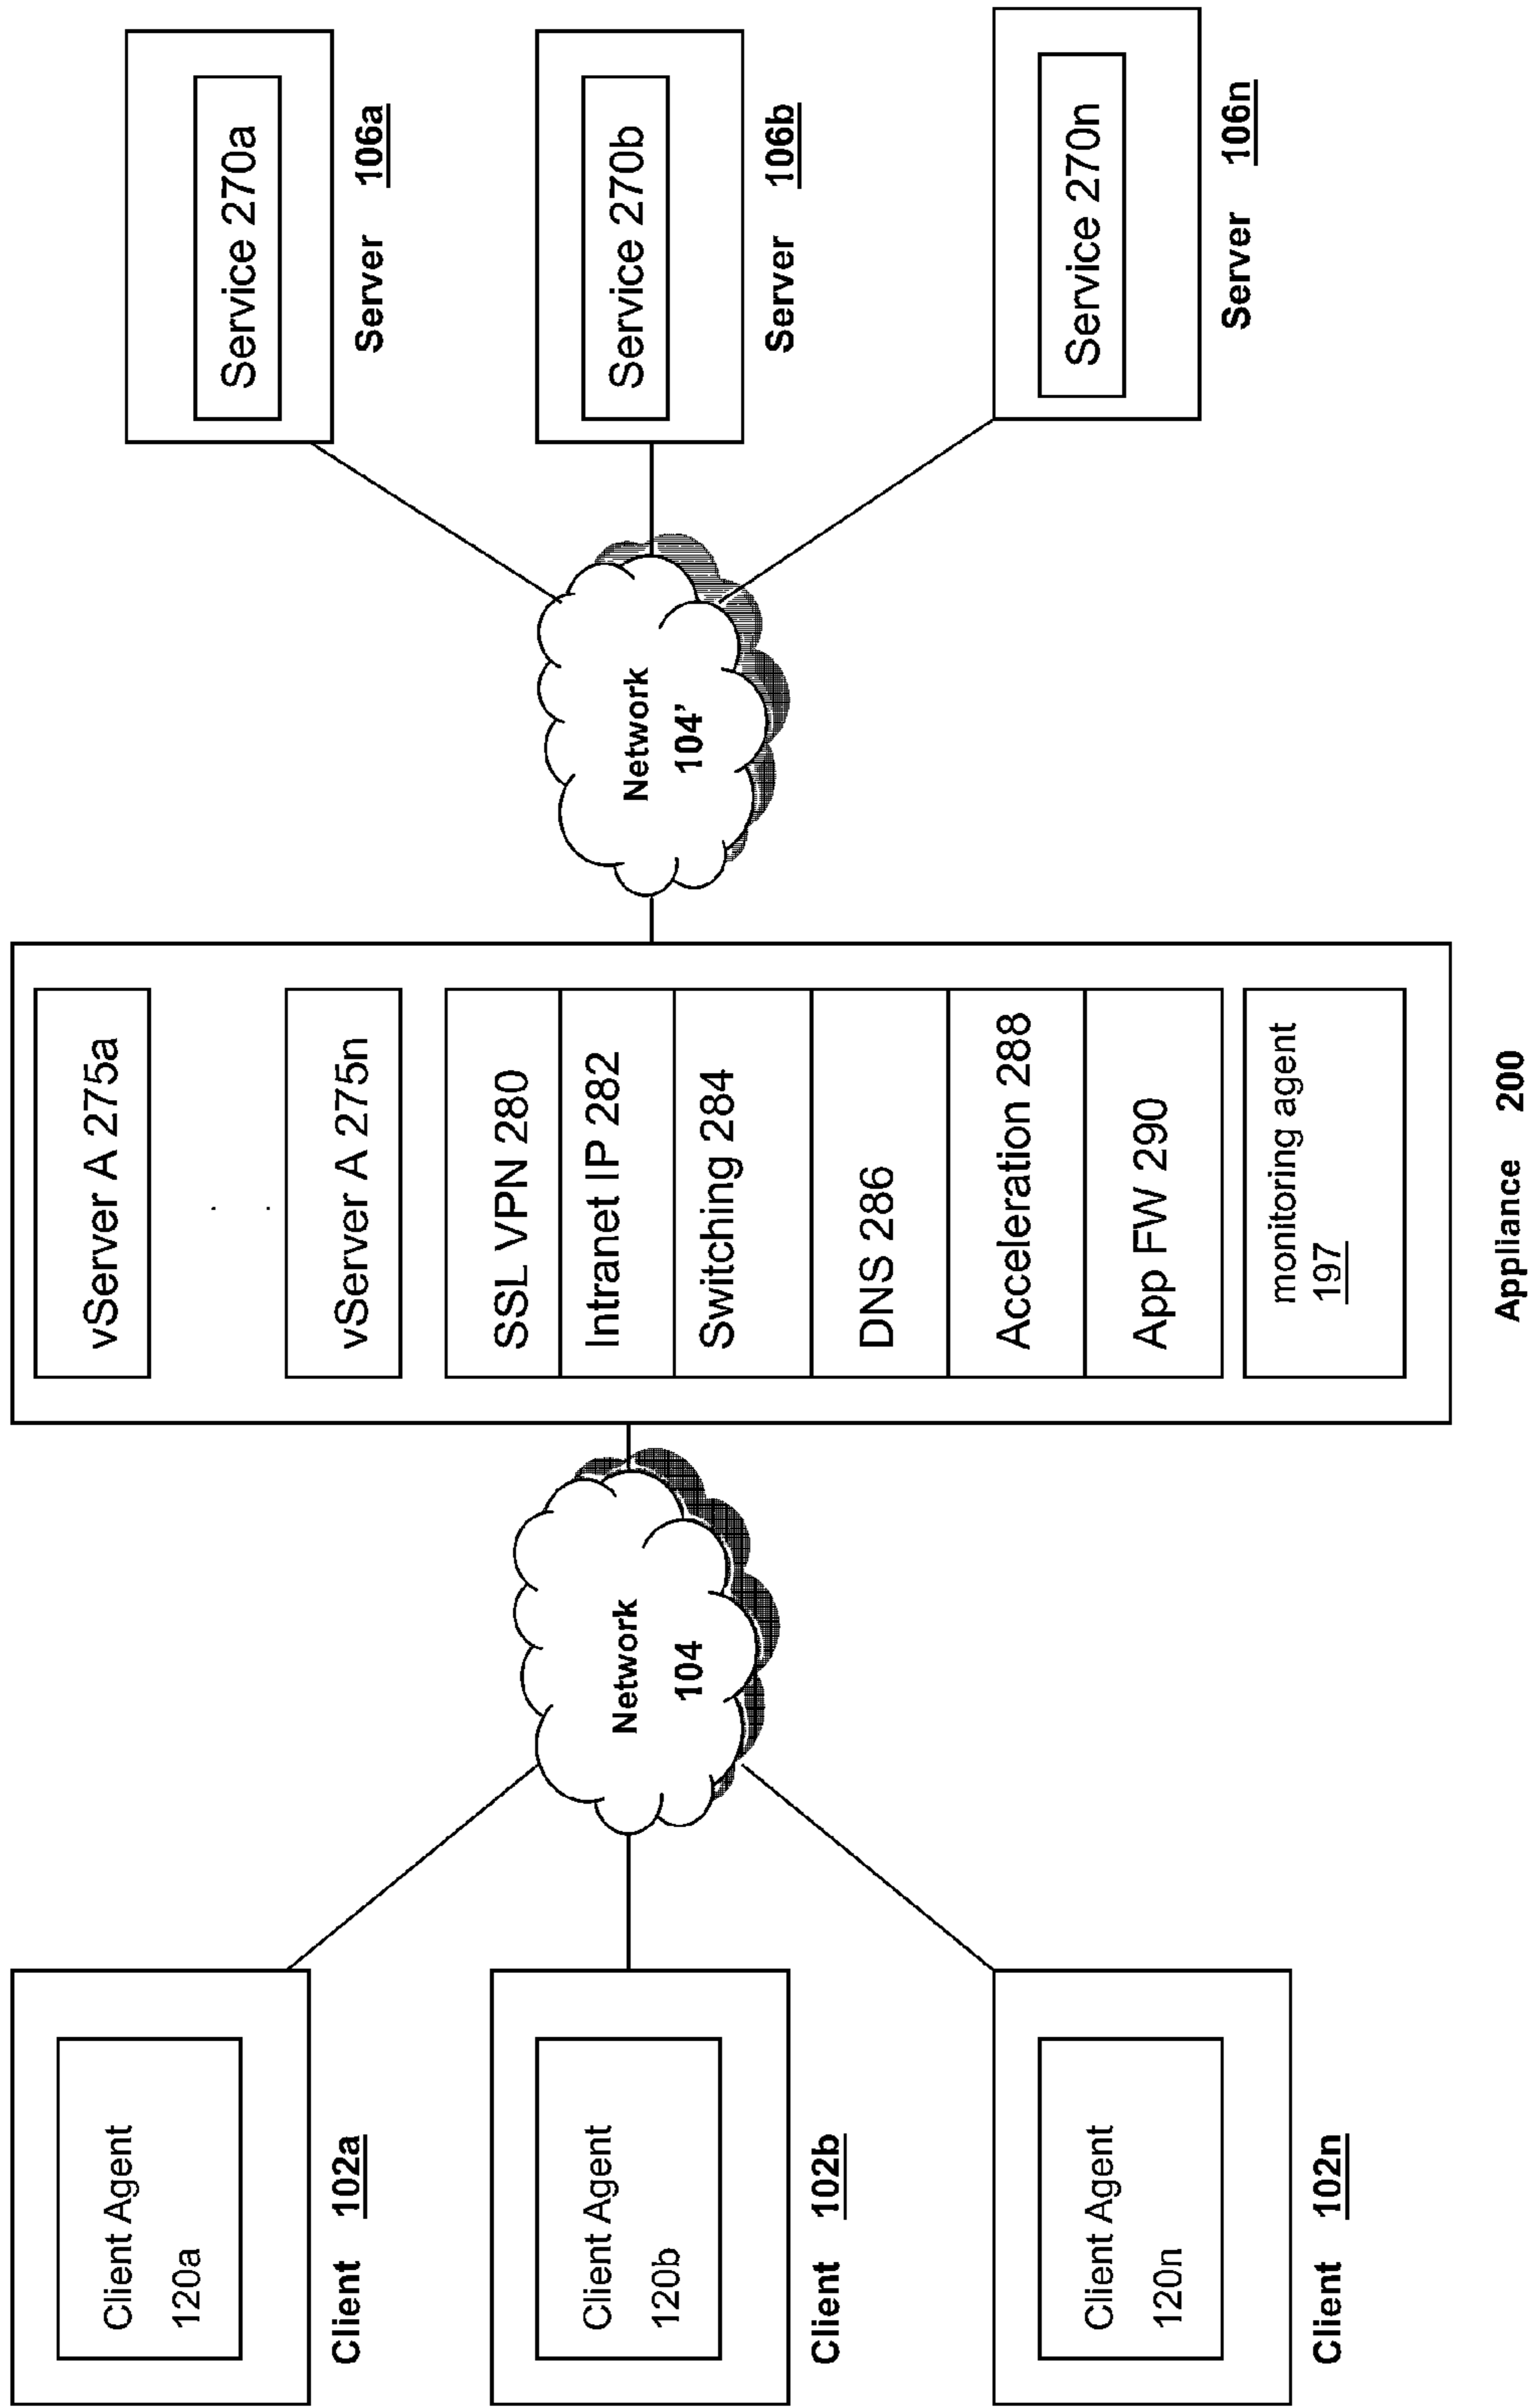 Client Agent
120a
Client 102a
Client Agent
120b
Client 102b
Client Agent
120n
Client 102n
Network
104
vServer A 275a
vServer A 275n
SSL VPN 280
Intranet IP 282
Switching 284
DNS 286
Acceleration 288
App FW 290
monitoring agent
197
Appliance 200
Network
104’
Service 270a
Server 106a
Service 270b
Server 106b
Service 270n
Server 106n